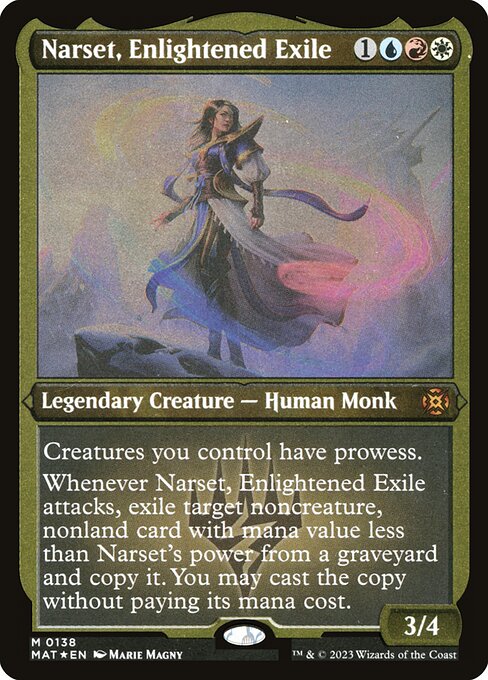 Narset, Enlightened Exile 1
Legendary Creature — Human Monk
Creatures you control have prowess.
Whenever Narset, Enlightened Exile
attacks, exile target noncreature,
nonland card with mana value less
than Narset's power from a graveyard
and copy it. You may cast the copy
without paying its mana cost.
3/4
M 0138
MAT★EN Marie Magny
™ & © 2023 Wizards of the Coast